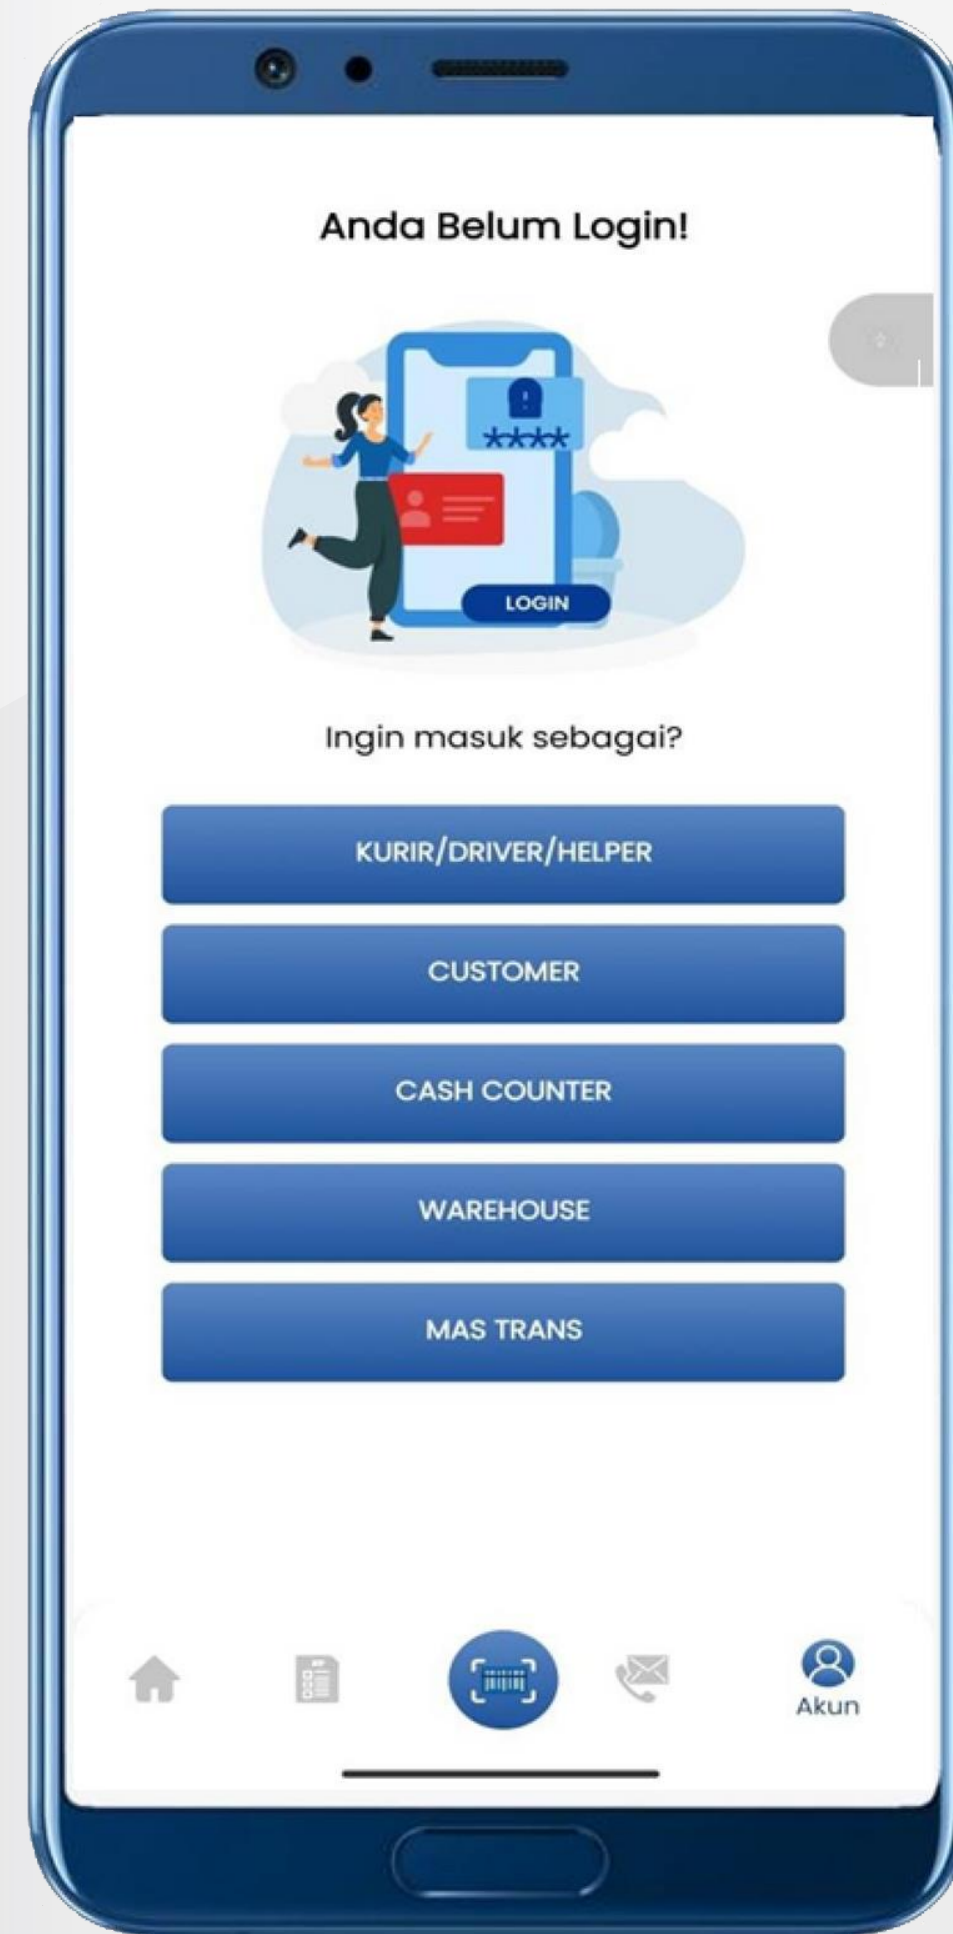 Anda Belum Login!
****
LOGIN
Ingin masuk sebagai?
KURIR/DRIVER/HELPER
CUSTOMER
CASH COUNTER
WAREHOUSE
MAS TRANS
Akun